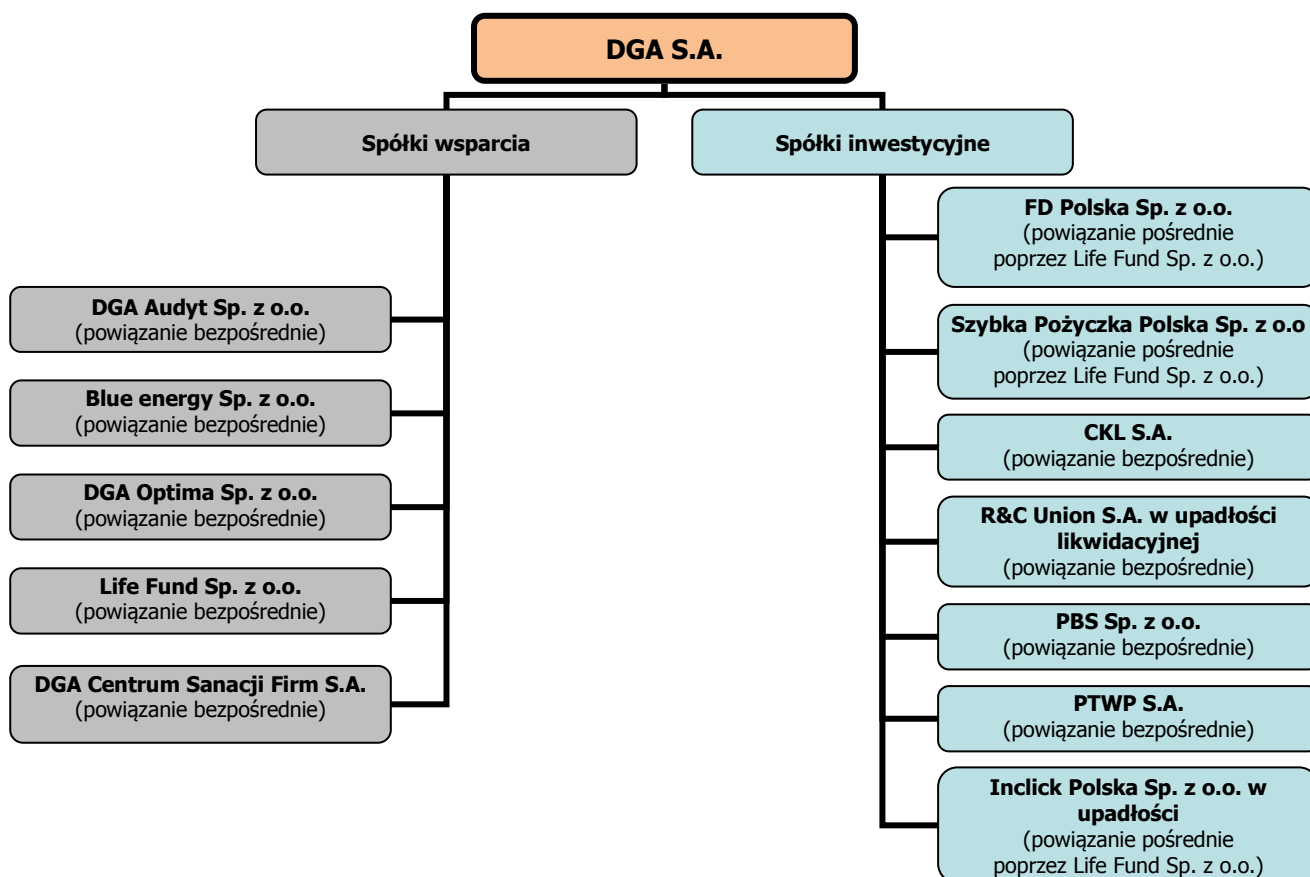 DGA S.A.
Spółki wsparcia
Spółki inwestycyjne
DGA Audyt Sp. z o.o.
(powiązanie bezpośrednie)
Blue energy Sp. z o.o.
(powiązanie bezpośrednie)
DGA Optima Sp. z o.o.
(powiązanie bezpośrednie)
Life Fund Sp. z o.o.
(powiązanie bezpośrednie)
DGA Centrum Sanacji Firm S.A.
(powiązanie bezpośrednie)
FD Polska Sp. z o.o.
(powiązanie pośrednie
poprzez Life Fund Sp. z o.o.)
Szybka Pożyczka Polska Sp. z o.o
(powiązanie pośrednie
poprzez Life Fund Sp. z o.o.)
CKL S.A.
(powiązanie bezpośrednie)
R&C Union S.A. w upadłości
likwidacyjnej
(powiązanie bezpośrednie)
PBS Sp. z o.o.
(powiązanie bezpośrednie)
PTWP S.A.
(powiązanie bezpośrednie)
Inclick Polska Sp. z o.o. w
upadłości
(powiązanie pośrednie
poprzez Life Fund Sp. z o.o.)